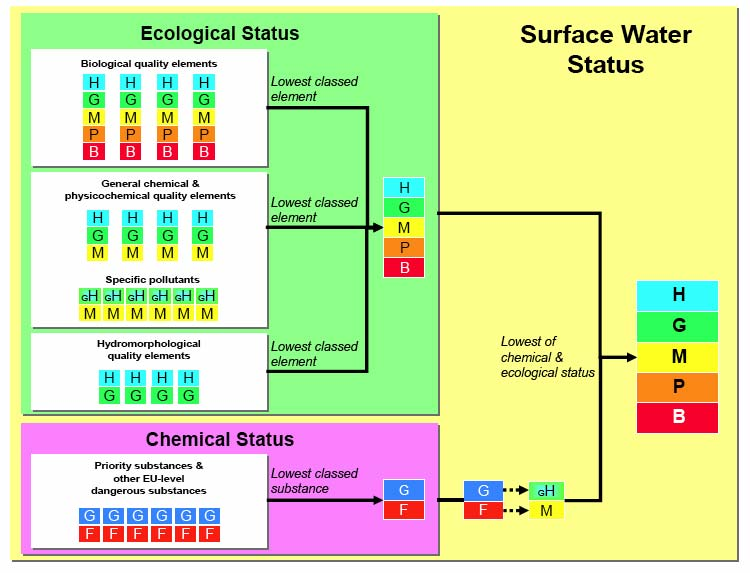 Ecological Status
Surface Water
Status
Biological quality elements
H H H H
G G G G
M M M M
P P P P
B B B B
Lowest classed
element
General chemical &
physicochemical quality elements
H H H H
G G G G
M M M M
Specific pollutants
GH GH GH GH GH GH
M M M M M M
Lowest classed
element
Hydromorphological
quality elements
H H H H
G G G G
Lowest classed
element
H
G
M
P
B
Lowest of
chemical &
ecological status
H
G
M
P
B
Chemical Status
Priority substances &
other EU-level
dangerous substances
G G G G G G
F F F F F F
Lowest classed
substance
G
F
G GH
F M